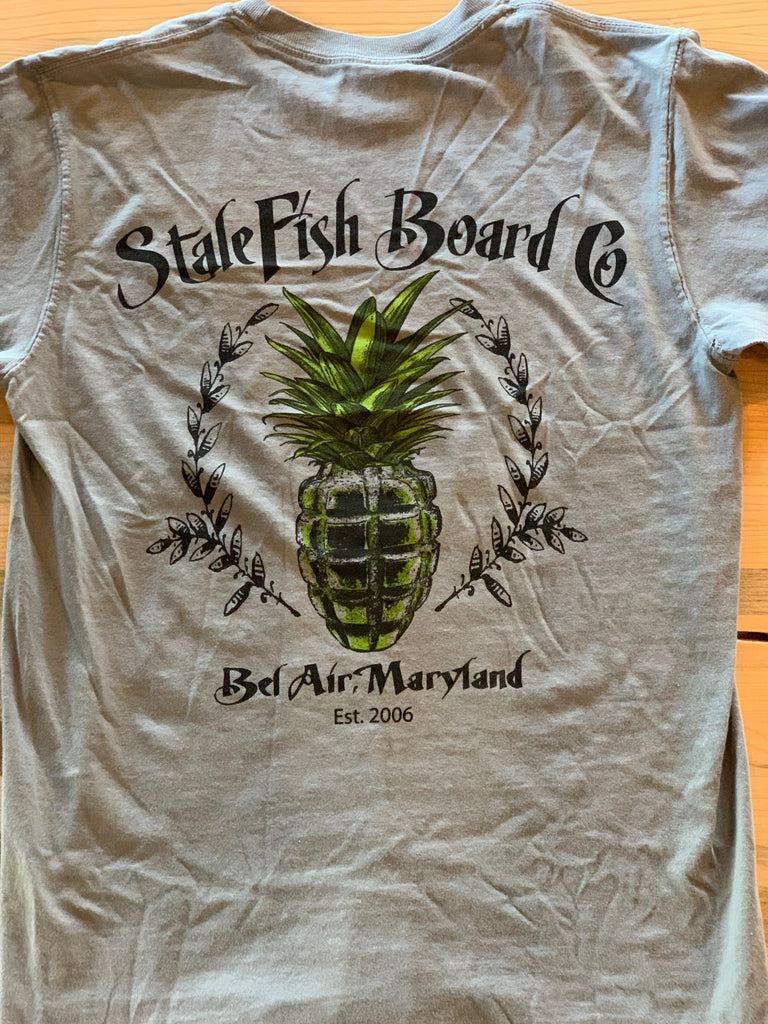 StaleFish Board Co
Bel Air, Maryland
Est. 2006